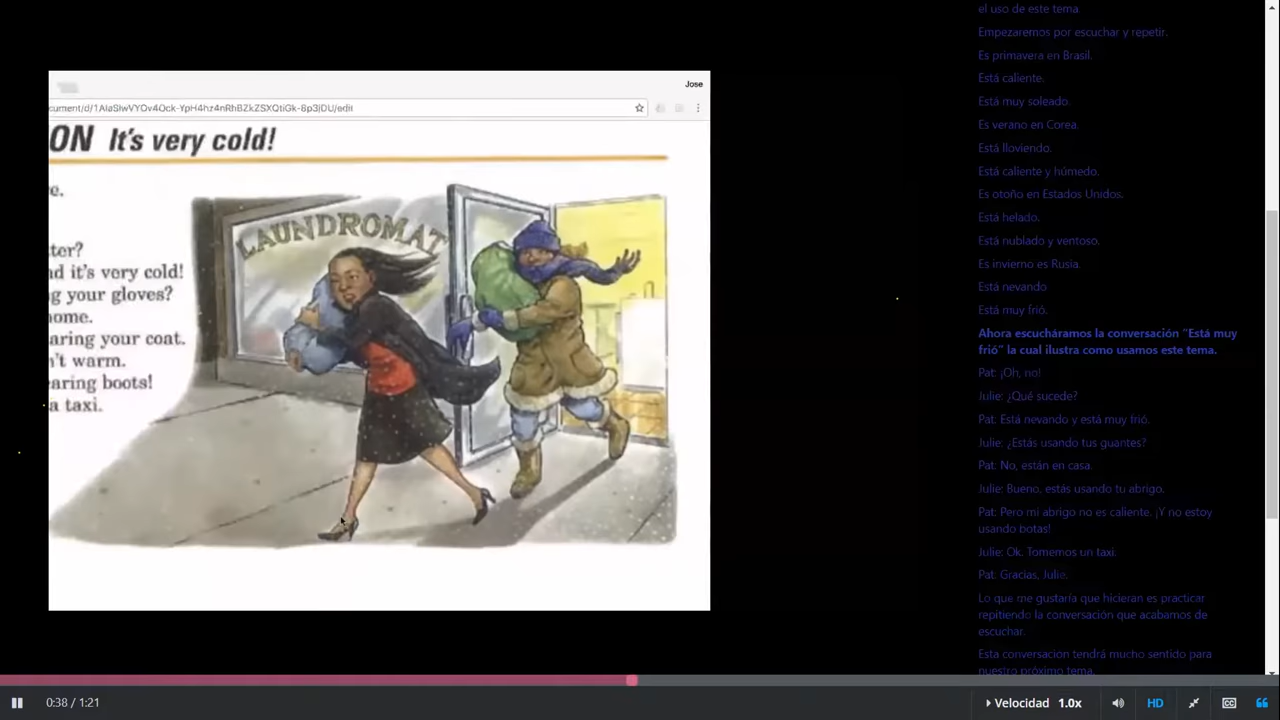 Jose
cument/d/1AlaSIwVYOv4Ock-YpH4hz4nRhBZkZSXQtiGk-6p3jDU/edit
ON It's very cold!
e.
ter?
nd it's very cold!
g your gloves?
ome.
aring your coat.
n't warm.
earing boots!
a taxi.
LAUNDROMAT
el uso de este tema.
Empezaremos por escuchar y repetir.
Es primavera en Brasil.
Está caliente.
Está muy soleado.
Es verano en Corea.
Está lloviendo.
Está caliente y húmedo.
Es otoño en Estados Unidos.
Está helado.
Está nublado y ventoso.
Es invierno es Rusia.
Está nevando
Está muy frió.
Ahora escucháramos la conversación "Está muy
frió" la cual ilustra como usamos este tema.
Pat: ¡Oh, no!
Julie: ¿Qué sucede?
Pat: Está nevando y está muy frió.
Julie: ¿Estás usando tus guantes?
Pat: No, están en casa.
Julie: Bueno, estás usando tu abrigo.
Pat: Pero mi abrigo no es caliente. ¡Y no estoy
usando botas!
Julie: Ok. Tomemos un taxi.
Pat: Gracias, Julie.
Lo que me gustaría que hicieran es practicar
repitiendo la conversación que acabamos de
escuchar.
Esta conversación tendrá mucho sentido para
nuestro próximo tema.
0:38 / 1:21
Velocidad 1.0x
HD
CC